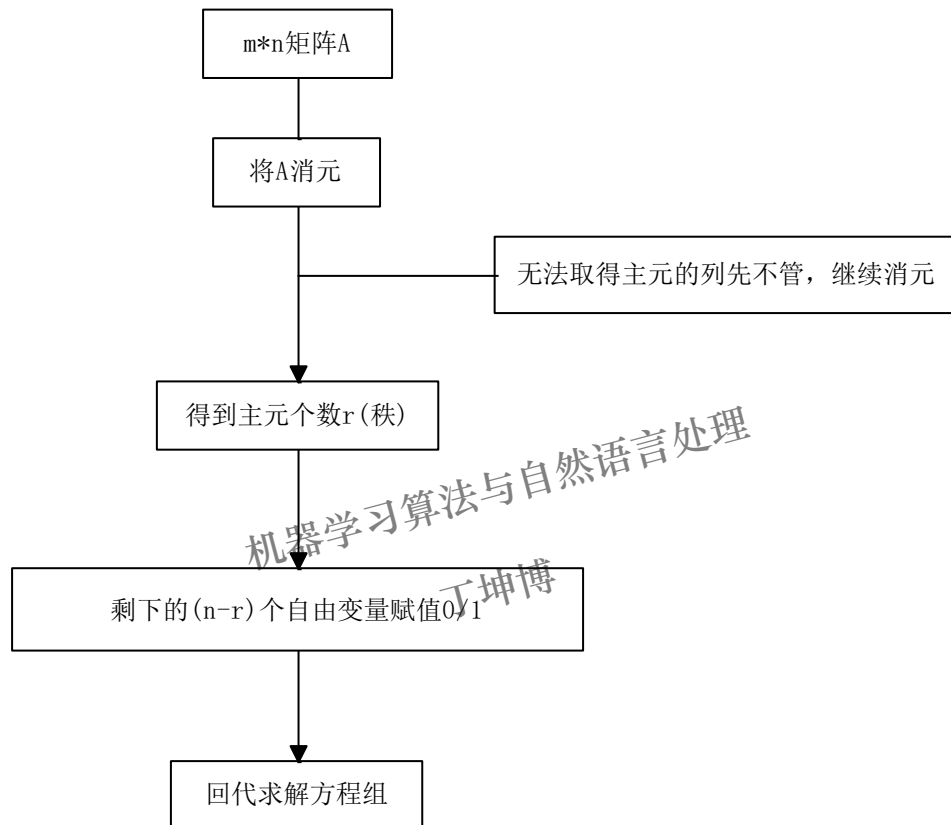 m*n矩阵A
将A消元
无法取得主元的列先不管，继续消元
得到主元个数r(秩)
机器学习算法与自然语言处理
丁坤博
剩下的(n-r)个自由变量赋值0/1
回代求解方程组